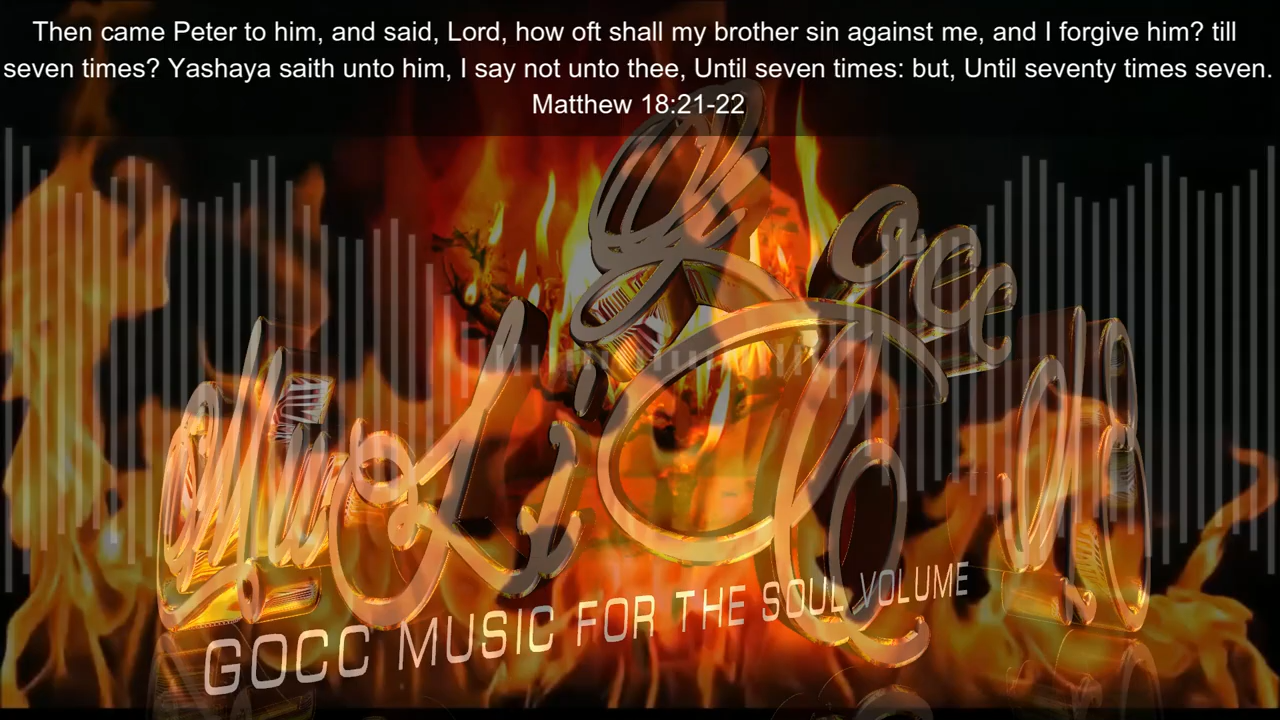 Then came Peter to him, and said, Lord, how oft shall my brother sin against me, and I forgive him? till
seven times? Yashaya saith unto him, I say not unto thee, Until seven times: but, Until seventy times seven.
Matthew 18:21-22
Gocc
GOCC MUSIC FOR THE SOUL VOLUME